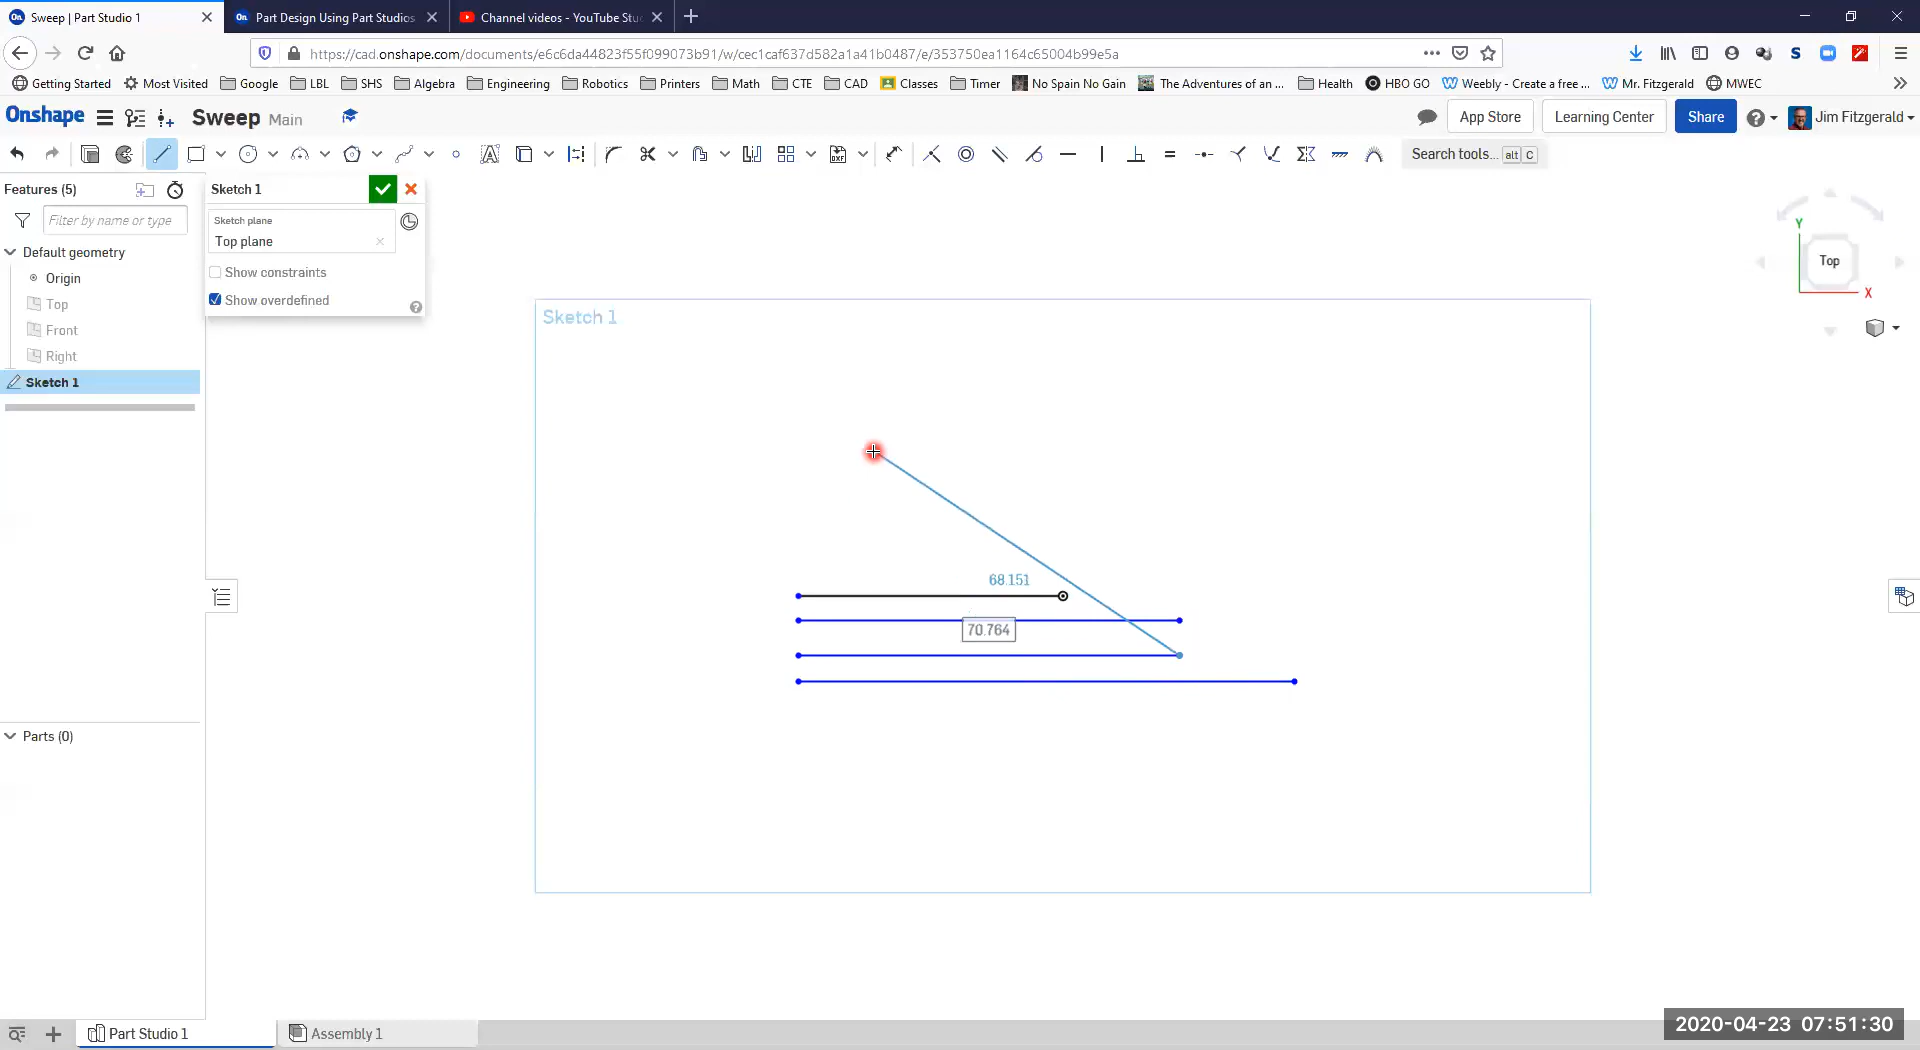 Sweep | Part Studio 1
Part Design Using Part Studios
Channel videos - YouTube Stu
https://cad.onshape.com/documents/e6c6da44823f55f099073b91/w/cec1caf637d582a1a41b0487/e/353750ea1164c65004b99e5a
Getting Started Most Visited Google LBL SHS Algebra Engineering Robotics Printers Math CTE CAD Classes Timer No Spain No Gain The Adventures of an ... Health HBO GO Weebly - Create a free ... Mr. Fitzgerald MWEC
Onshape Sweep Main App Store Learning Center Share Jim Fitzgerald
Search tools... alt C
Features (5)
Filter by name or type
Default geometry
Origin
Top
Front
Right
Sketch 1
Parts (0)
Sketch 1
Sketch plane
Top plane
Show constraints
Show overdefined
Sketch 1
68.151
70.764
Y
Top
X
Part Studio 1
Assembly 1
2020-04-23 07:51:30